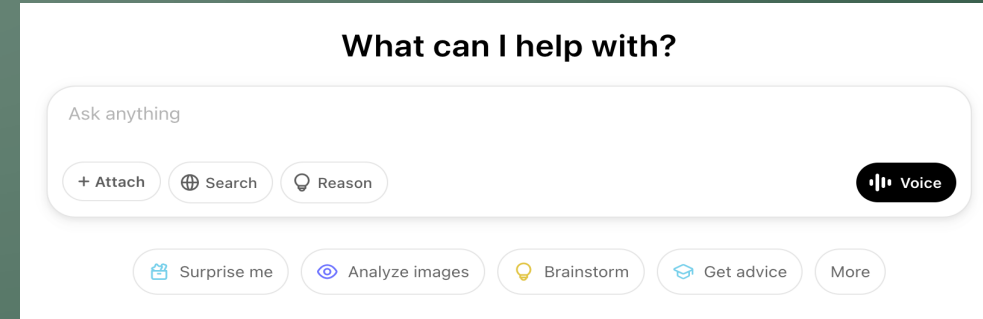 What can I help with?
Ask anything
+ Attach Search Reason Voice
Surprise me Analyze images Brainstorm Get advice More